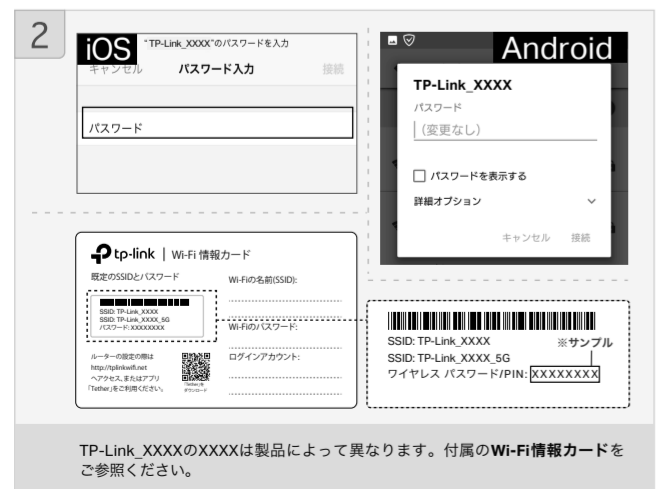 2
iOS
"TP-Link_XXXX"のパスワードを入力
キャンセル パスワード入力 接続
パスワード
Android
TP-Link_XXXX
パスワード
(変更なし)
パスワードを表示する
詳細オプション
キャンセル 接続
tp-link | Wi-Fi 情報カード
既定のSSIDとパスワード
SSID: TP-Link_XXXX
SSID: TP-Link_XXXX_5G
パスワード: XXXXXXXX
ルーターの設定の際は
http://tplinkwifi.net
へアクセス、またはアプリ
「Tether」をご利用ください。
「Tether」を
ダウンロード
Wi-Fiの名前(SSID):
Wi-Fiのパスワード:
ログインアカウント:
SSID: TP-Link_XXXX ※サンプル
SSID: TP-Link_XXXX_5G
ワイヤレス パスワード/PIN: XXXXXXXX
TP-Link_XXXXのXXXXは製品によって異なります。付属のWi-Fi情報カードを
ご参照ください。